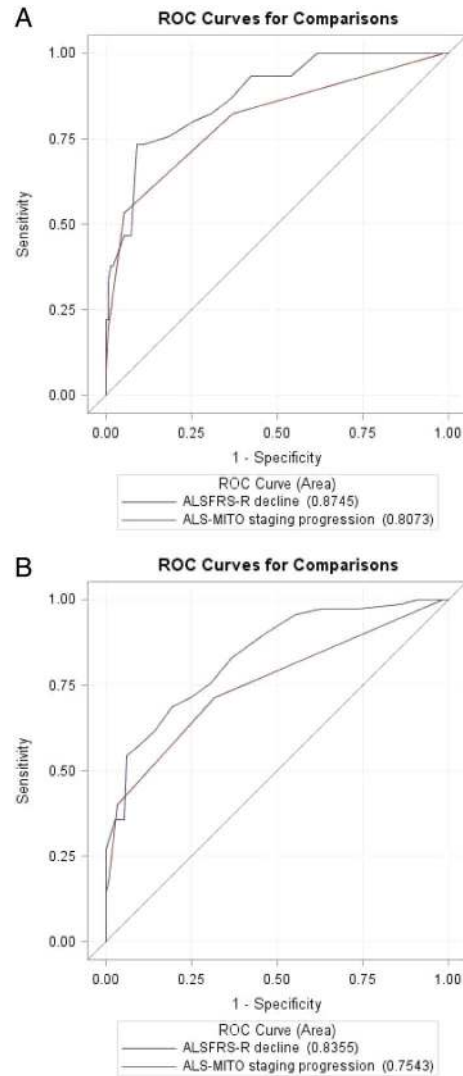 A
ROC Curves for Comparisons
1.00
0.75
0.50
0.25
0.00
Sensitivity
0.00 0.25 0.50 0.75 1.00
1 - Specificity
ROC Curve (Area)
ALSFRS-R decline (0.8745)
ALS-MITO staging progression (0.8073)
B
ROC Curves for Comparisons
1.00
0.75
0.50
0.25
0.00
Sensitivity
0.00 0.25 0.50 0.75 1.00
1 - Specificity
ROC Curve (Area)
ALSFRS-R decline (0.8355)
ALS-MITO staging progression (0.7543)